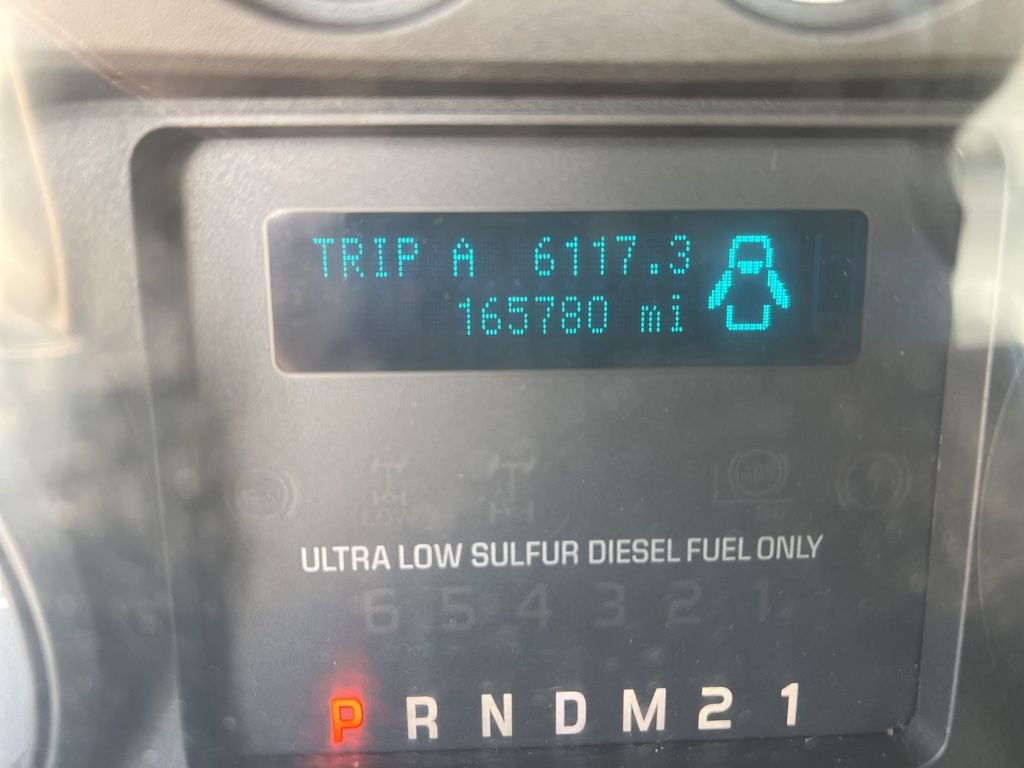 TRIP A 6117.3
165780 mi
ULTRA LOW SULFUR DIESEL FUEL ONLY
6 5 4 3 2 1
P R N D M 2 1